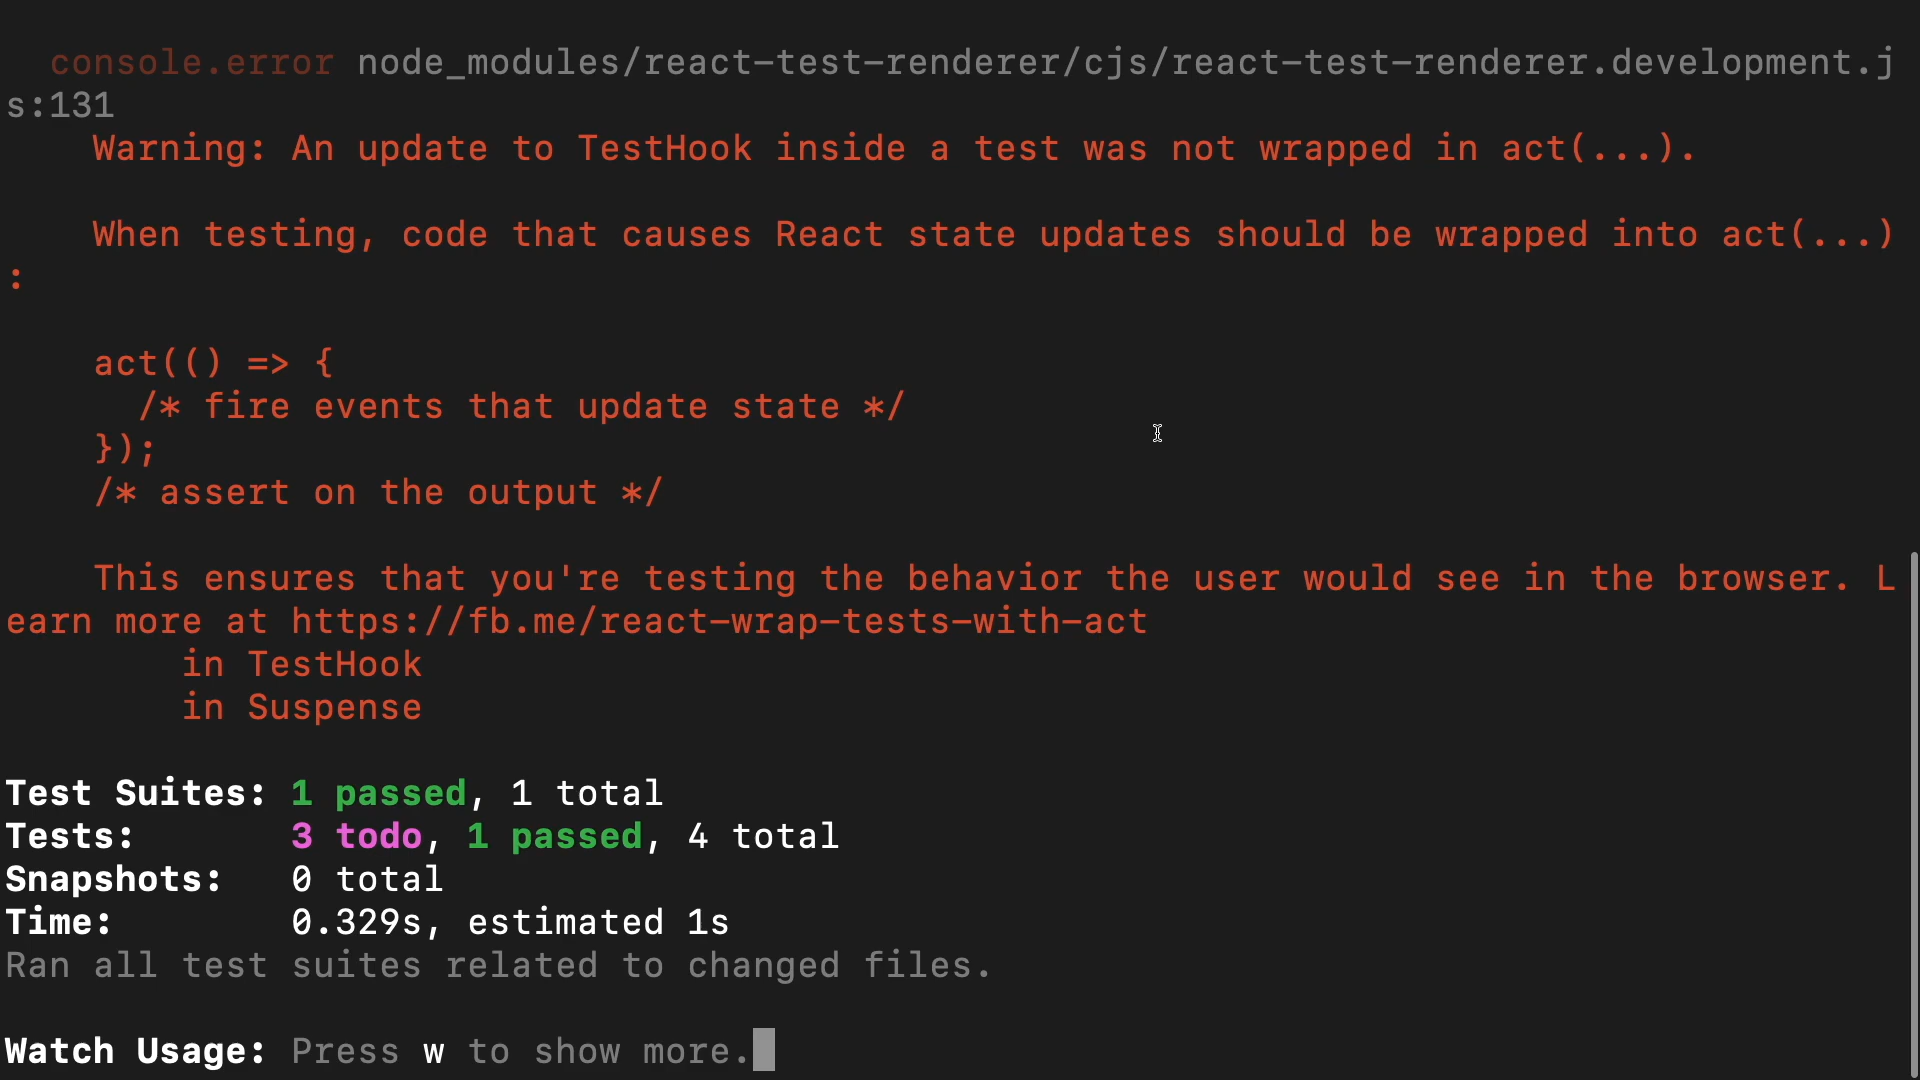 console.error node_modules/react-test-renderer/cjs/react-test-renderer.development.j
s:131
Warning: An update to TestHook inside a test was not wrapped in act(...).
When testing, code that causes React state updates should be wrapped into act(...)
:
act(() => {
/* fire events that update state */
});
/* assert on the output */
This ensures that you're testing the behavior the user would see in the browser. L
earn more at https://fb.me/react-wrap-tests-with-act
in TestHook
in Suspense
Test Suites: 1 passed, 1 total
Tests: 3 todo, 1 passed, 4 total
Snapshots: 0 total
Time: 0.329s, estimated 1s
Ran all test suites related to changed files.
Watch Usage: Press w to show more.